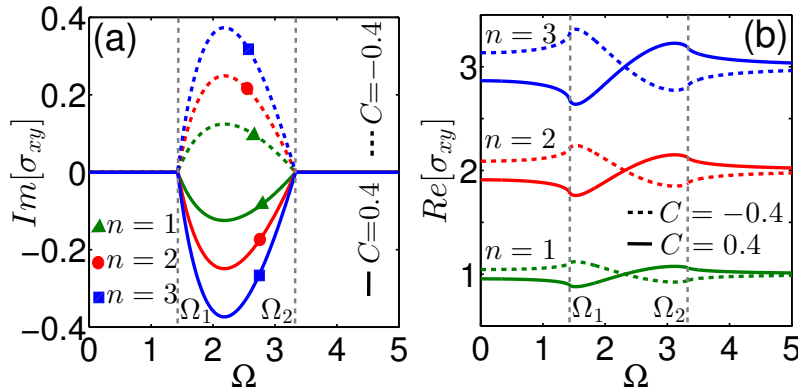 (a)
0.4
0.2
0
−0.2
−0.4
Im[σxy]
C=−0.4
C=0.4
n = 1
n = 2
n = 3
Ω1
Ω2
0 1 2 3 4 5
Ω
(b)
3
2
1
Re[σxy]
n = 3
n = 2
n = 1
C = −0.4
C = 0.4
Ω1
Ω2
0 1 2 3 4 5
Ω